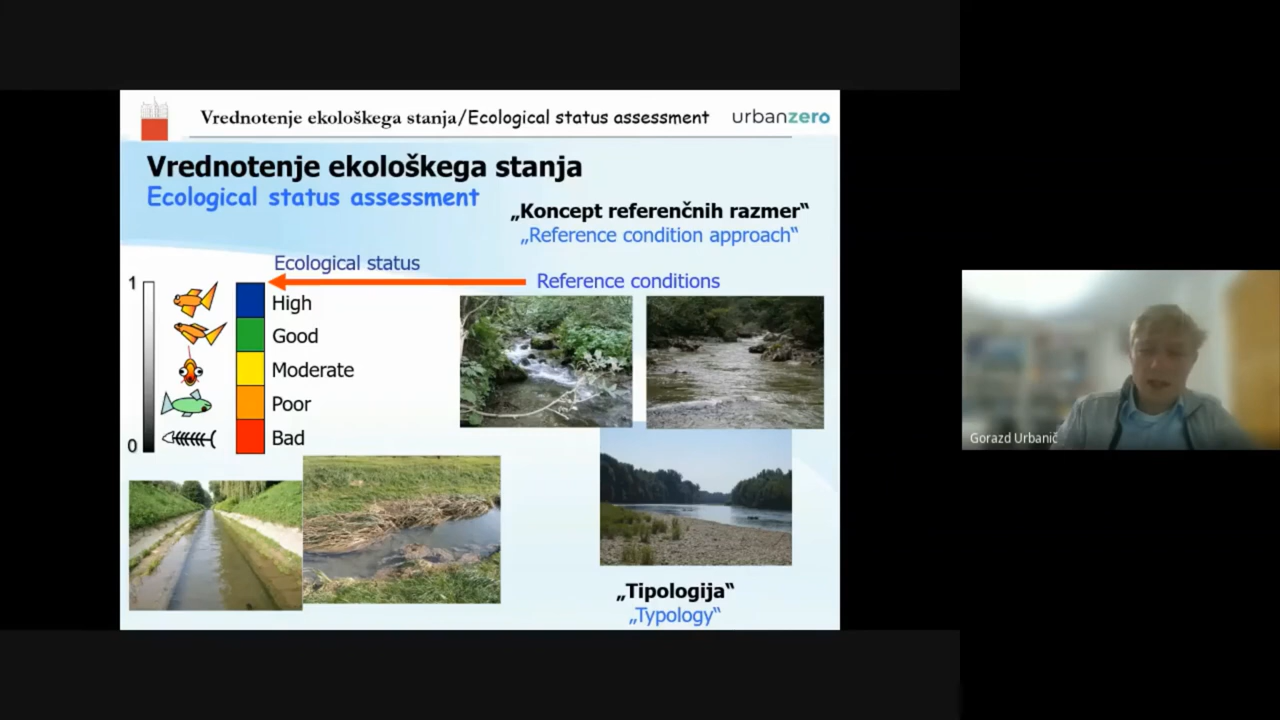 Vrednotenje ekološkega stanja/Ecological status assessment
urbanzero
Vrednotenje ekološkega stanja
Ecological status assessment
„Koncept referenčnih razmer“
„Reference condition approach“
Ecological status
Reference conditions
1
High
Good
Moderate
Poor
Bad
0
„Tipologija“
„Typology“
Gorazd Urbanič